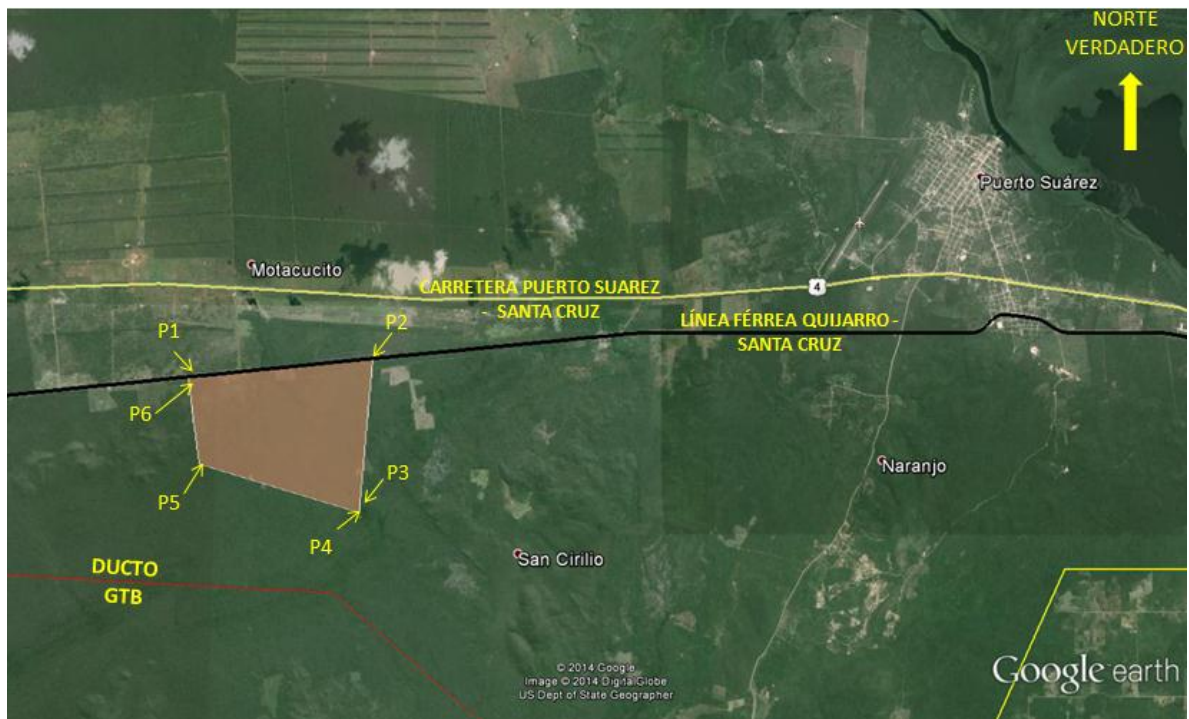 NORTE
VERDADERO
Puerto Suárez
Motacucito
CARRETERA PUERTO SUAREZ
- SANTA CRUZ
4
LÍNEA FÉRREA QUIJARRO -
SANTA CRUZ
P1
P2
P6
P3
P5
P4
Naranjo
San Cirilio
DUCTO
GTB
© 2014 Google
Image © 2014 DigitalGlobe
US Dept of State Geographer
Google earth